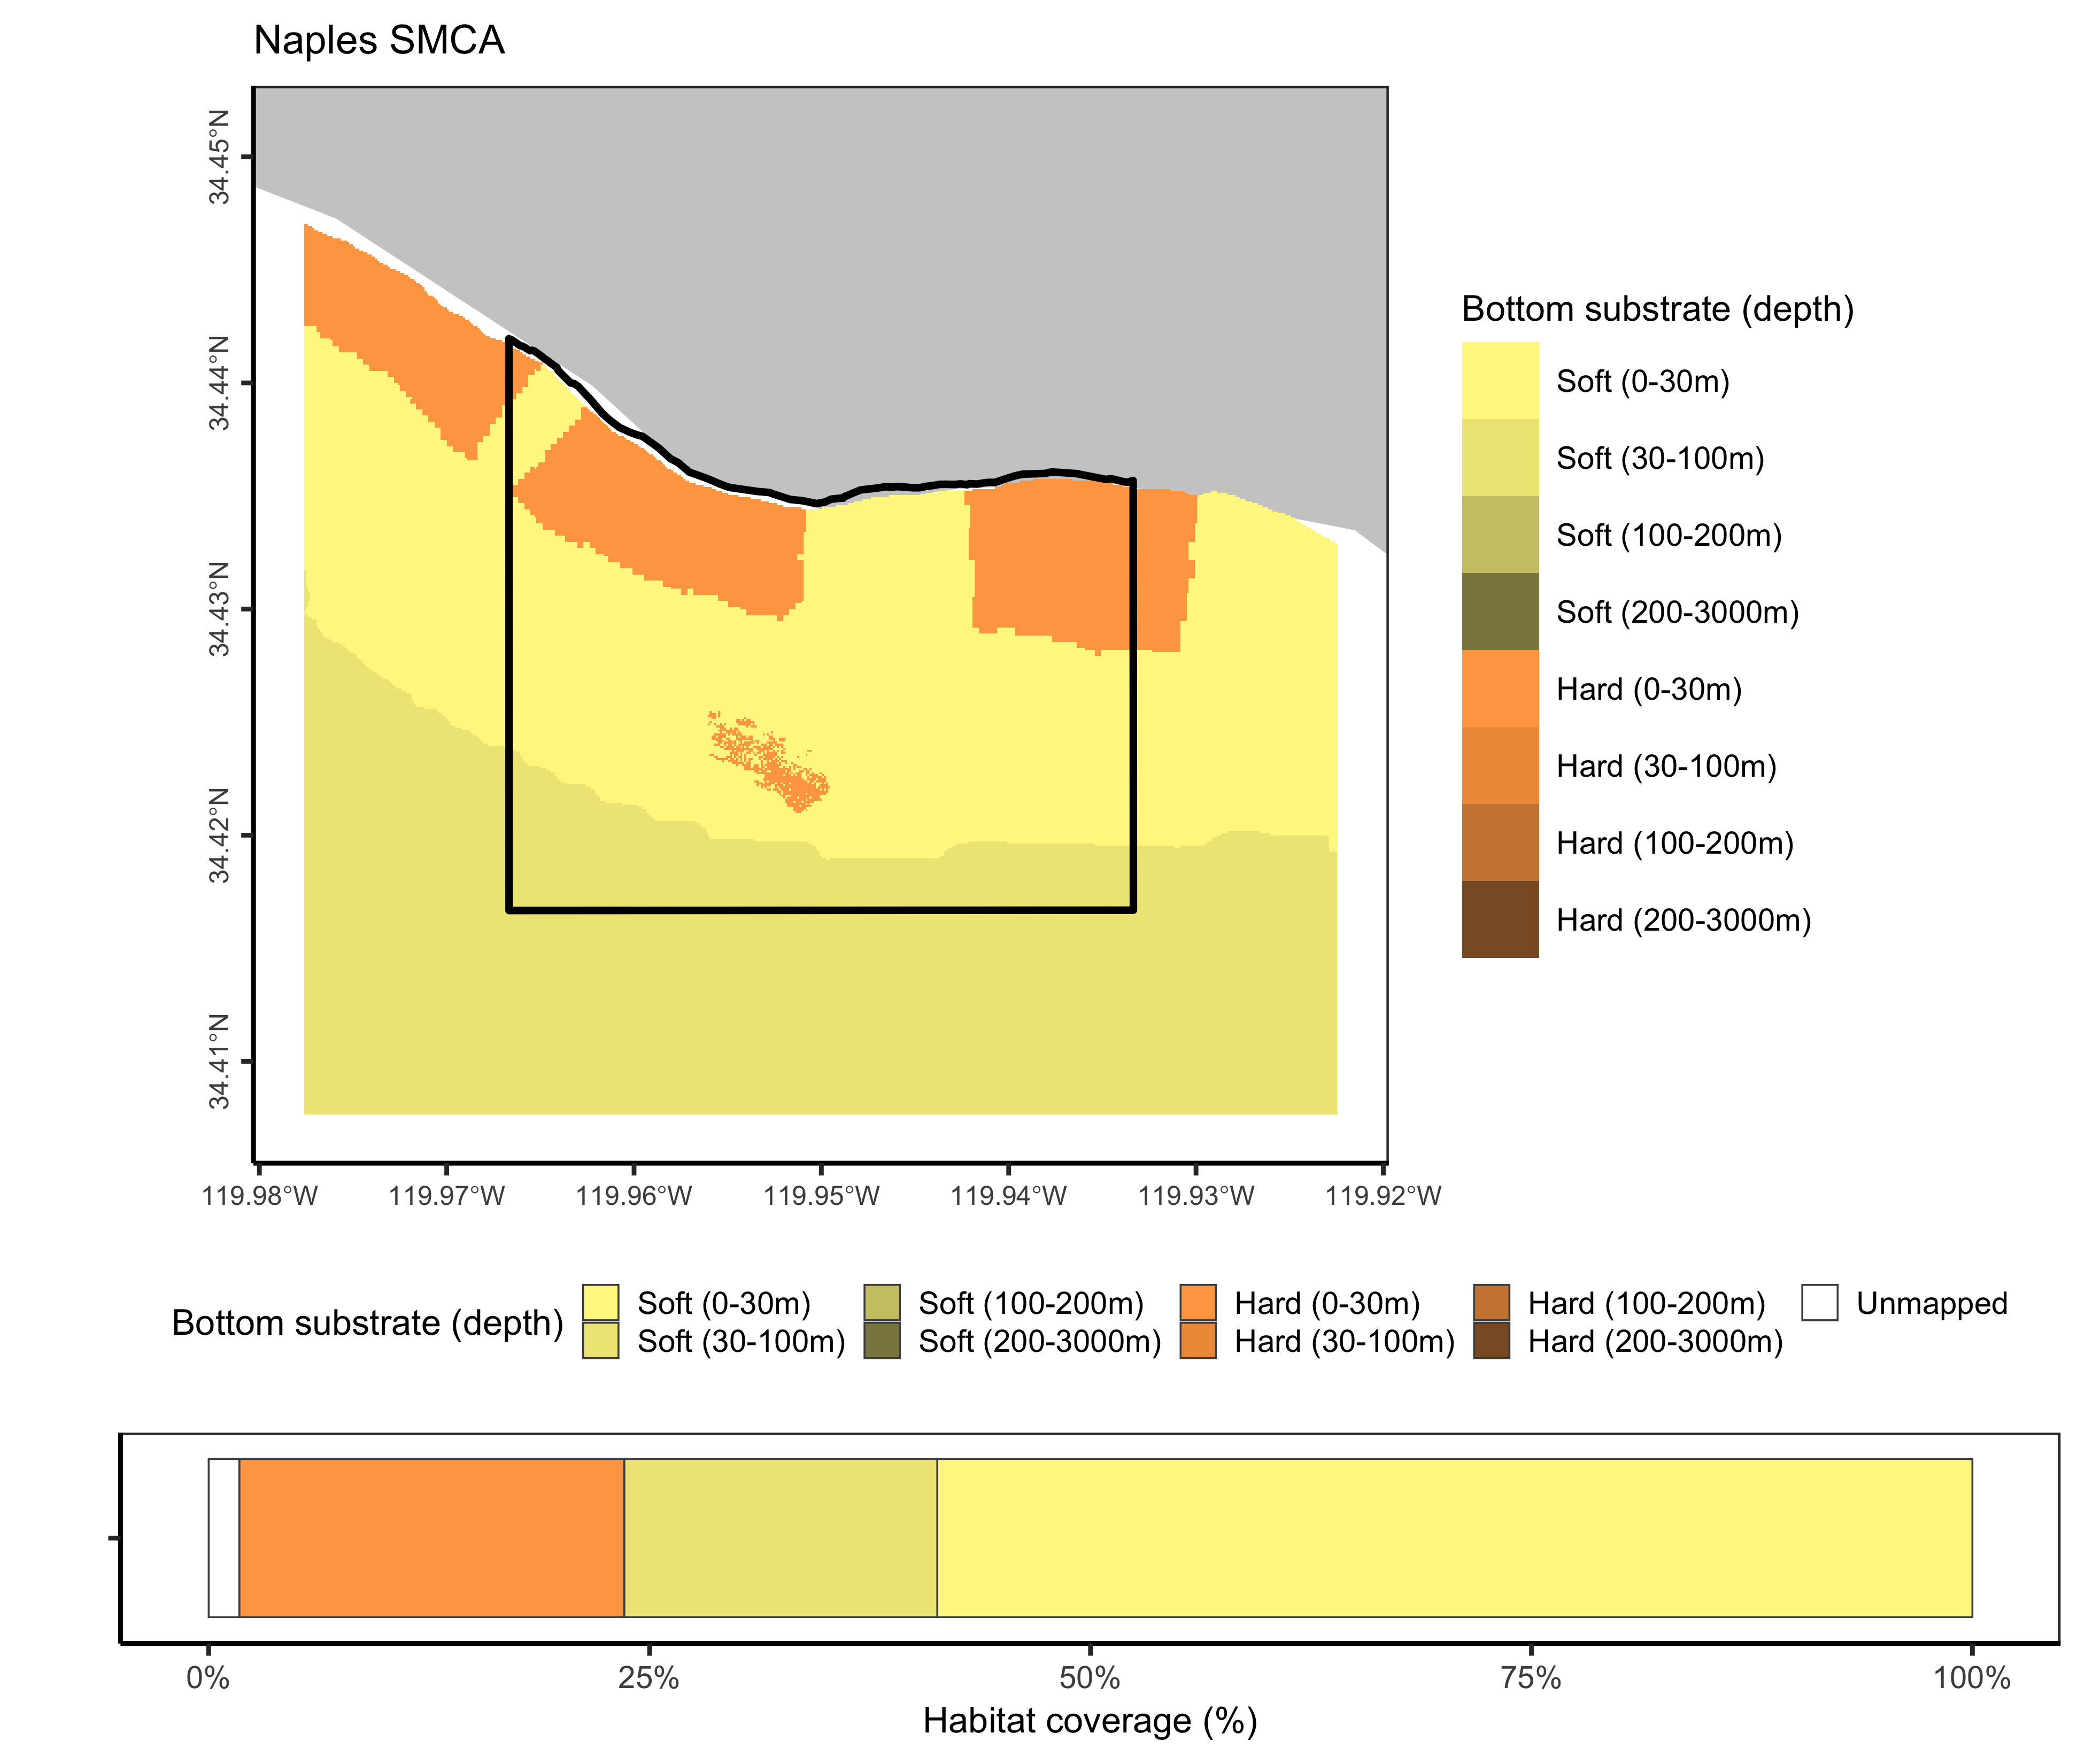 Naples SMCA
34.45°N
34.44°N
34.43°N
34.42°N
34.41°N
119.98°W 119.97°W 119.96°W 119.95°W 119.94°W 119.93°W 119.92°W
Bottom substrate (depth)
Soft (0-30m)
Soft (30-100m)
Soft (100-200m)
Soft (200-3000m)
Hard (0-30m)
Hard (30-100m)
Hard (100-200m)
Hard (200-3000m)
Bottom substrate (depth)
Soft (0-30m) Soft (100-200m) Hard (0-30m) Hard (100-200m) Unmapped
Soft (30-100m) Soft (200-3000m) Hard (30-100m) Hard (200-3000m)
0% 25% 50% 75% 100%
Habitat coverage (%)